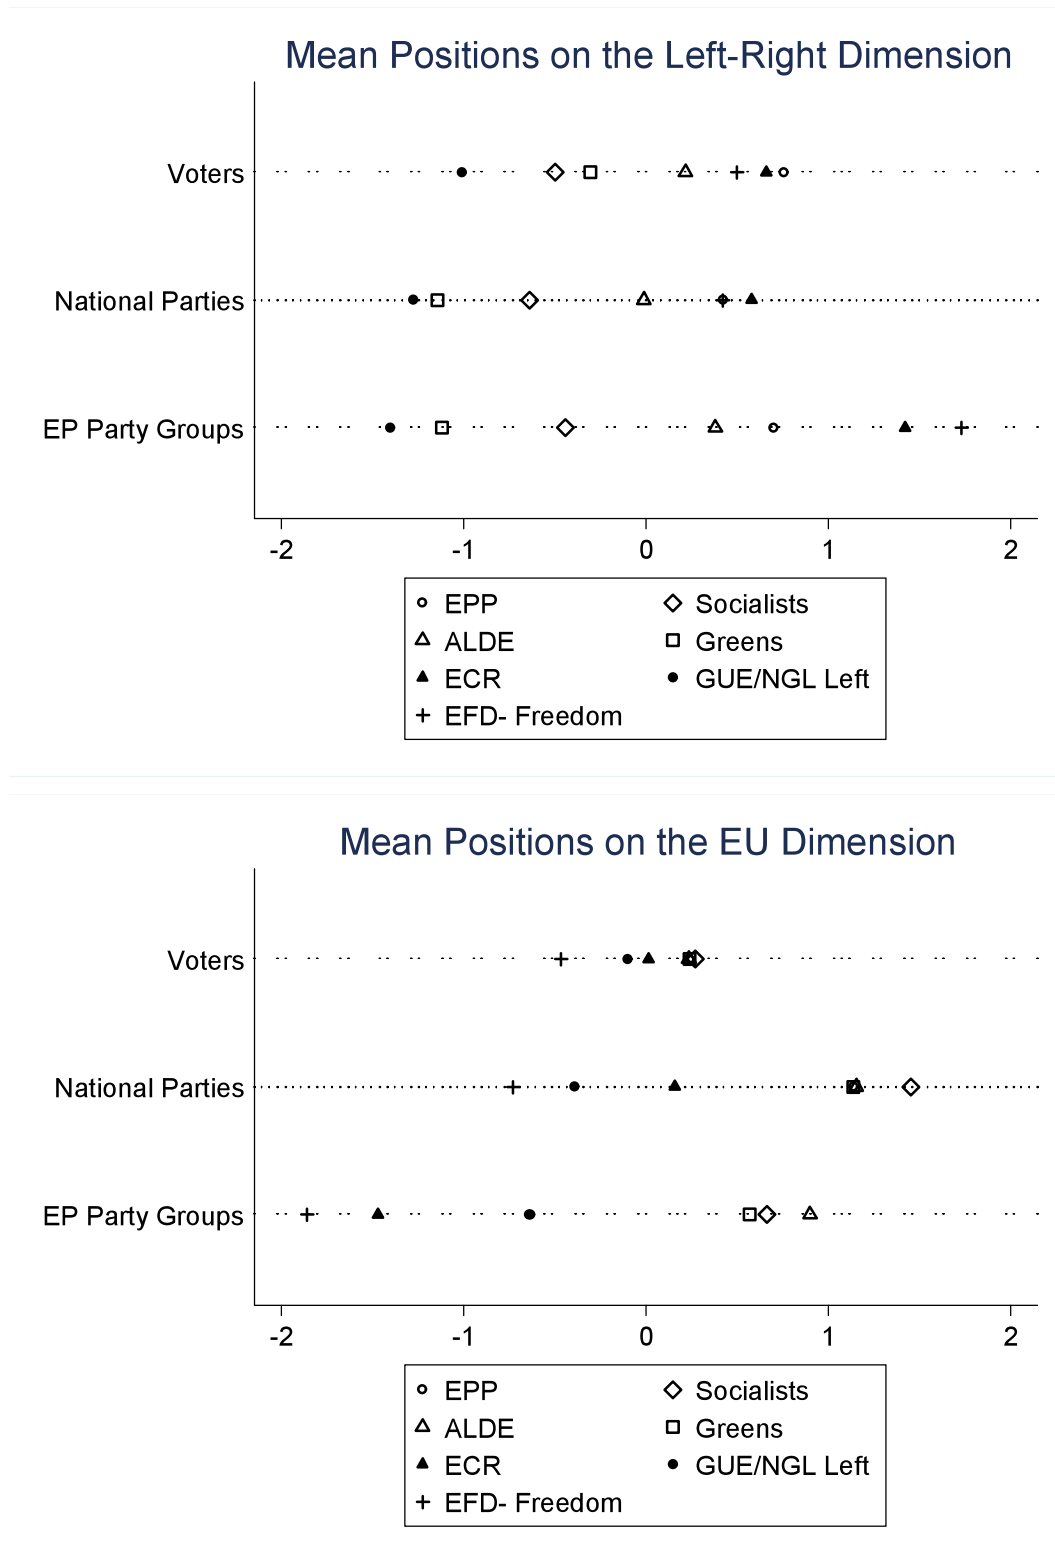 Mean Positions on the Left-Right Dimension
Voters
National Parties
EP Party Groups
-2 -1 0 1 2
EPP Socialists
ALDE Greens
ECR GUE/NGL Left
EFD- Freedom
Mean Positions on the EU Dimension
Voters
National Parties
EP Party Groups
-2 -1 0 1 2
EPP Socialists
ALDE Greens
ECR GUE/NGL Left
EFD- Freedom